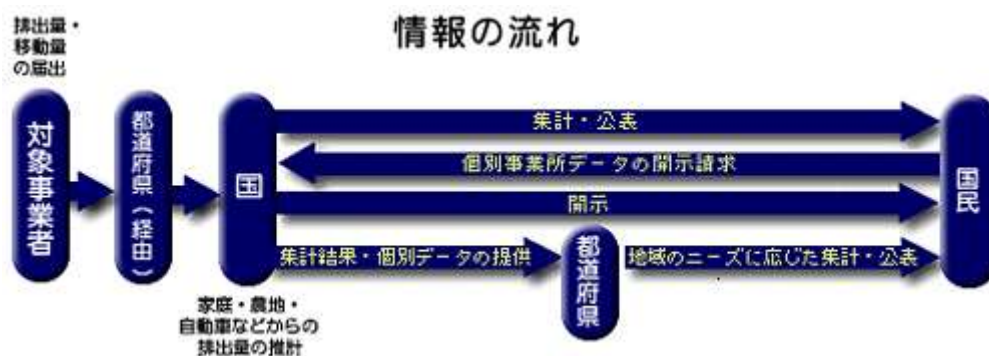 情報の流れ
排出量・
移動量
の届出
対象事業者
都道府県（経由）
国
集計・公表
個別事業所データの開示請求
開示
集計結果・個別データの提供
都道府県
地域のニーズに応じた集計・公表
国民
家庭・農地・
自動車などからの
排出量の推計